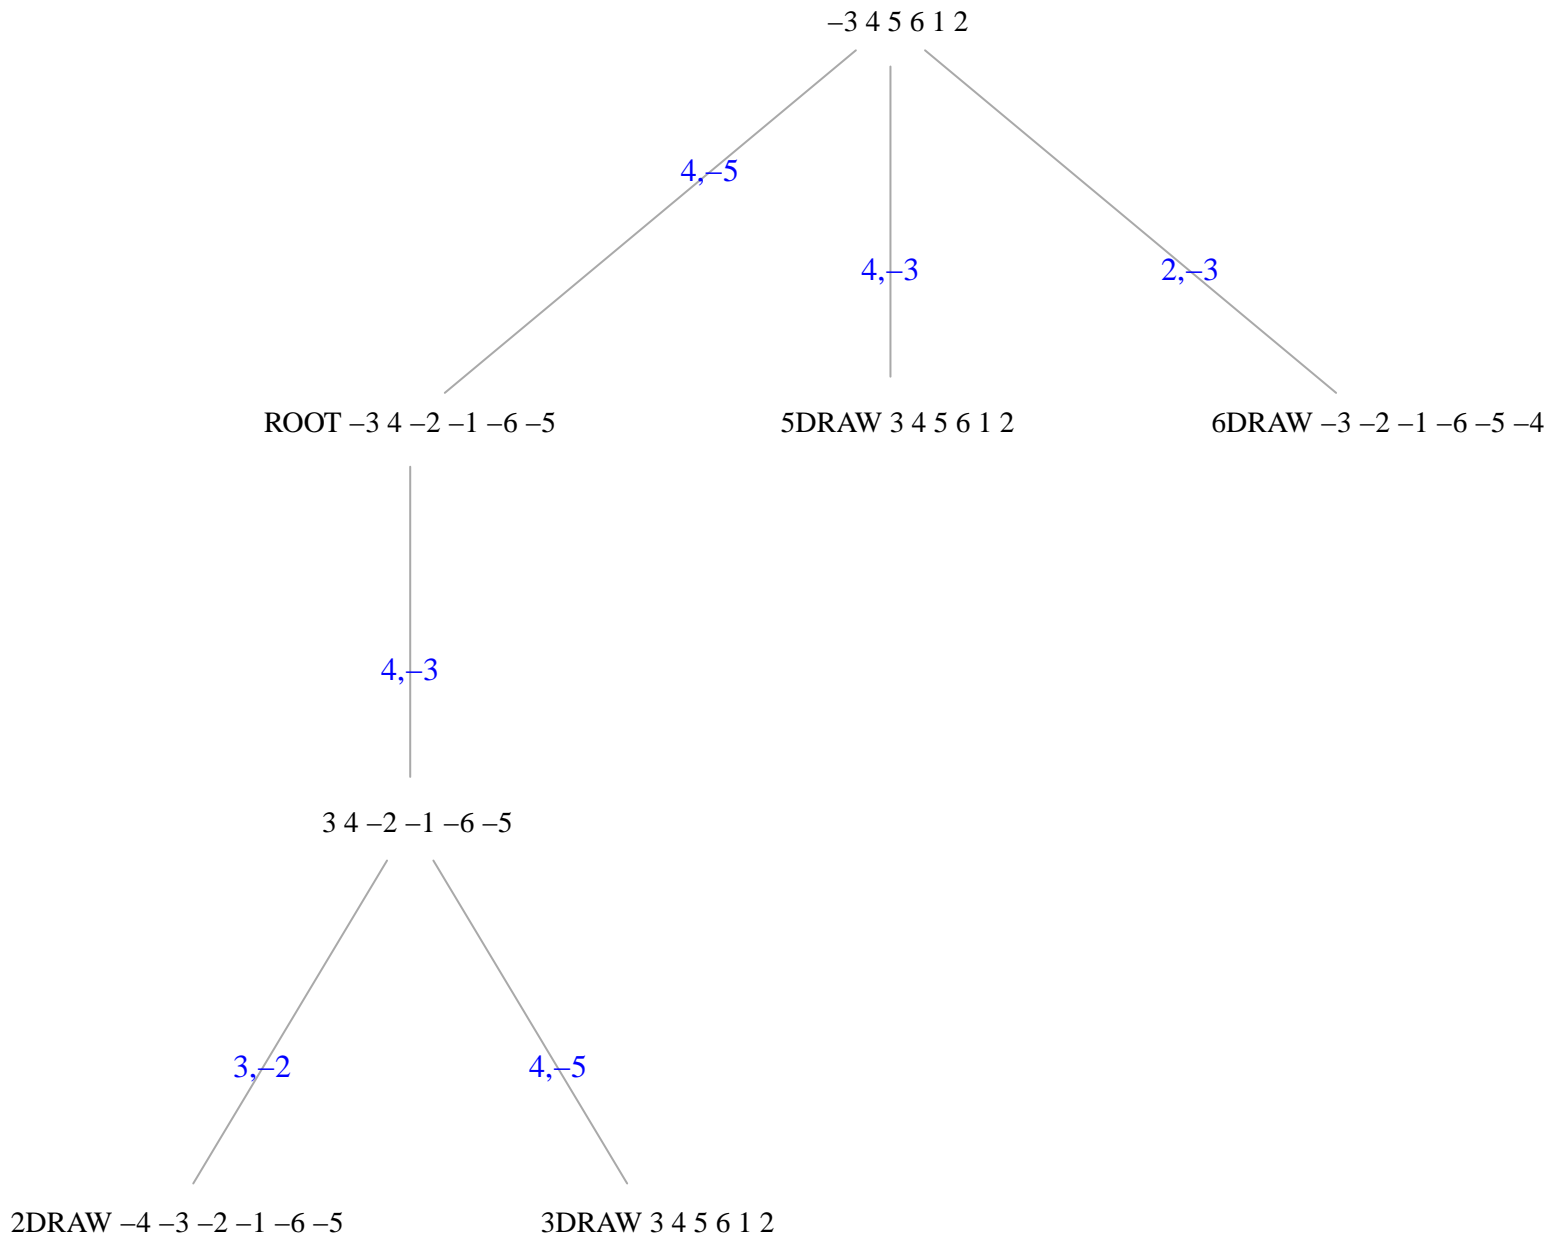 –3 4 5 6 1 2
4,–5
4,–3
2,–3
ROOT –3 4 –2 –1 –6 –5
5DRAW 3 4 5 6 1 2
6DRAW –3 –2 –1 –6 –5 –4
4,–3
3 4 –2 –1 –6 –5
3,–2
4,–5
2DRAW –4 –3 –2 –1 –6 –5
3DRAW 3 4 5 6 1 2